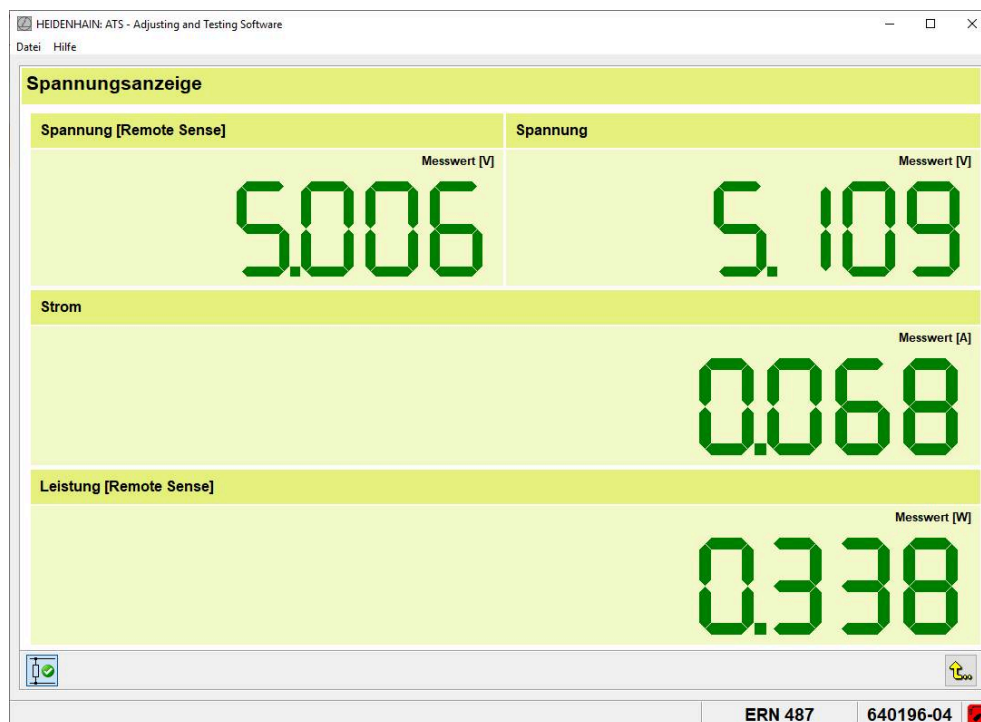 HEIDENHAIN: ATS - Adjusting and Testing Software
Datei Hilfe
Spannungsanzeige
Spannung [Remote Sense] Spannung
Messwert [V] Messwert [V]
5.006 5.109
Strom
Messwert [A]
0.068
Leistung [Remote Sense]
Messwert [W]
0.338
ERN 487 640196-04